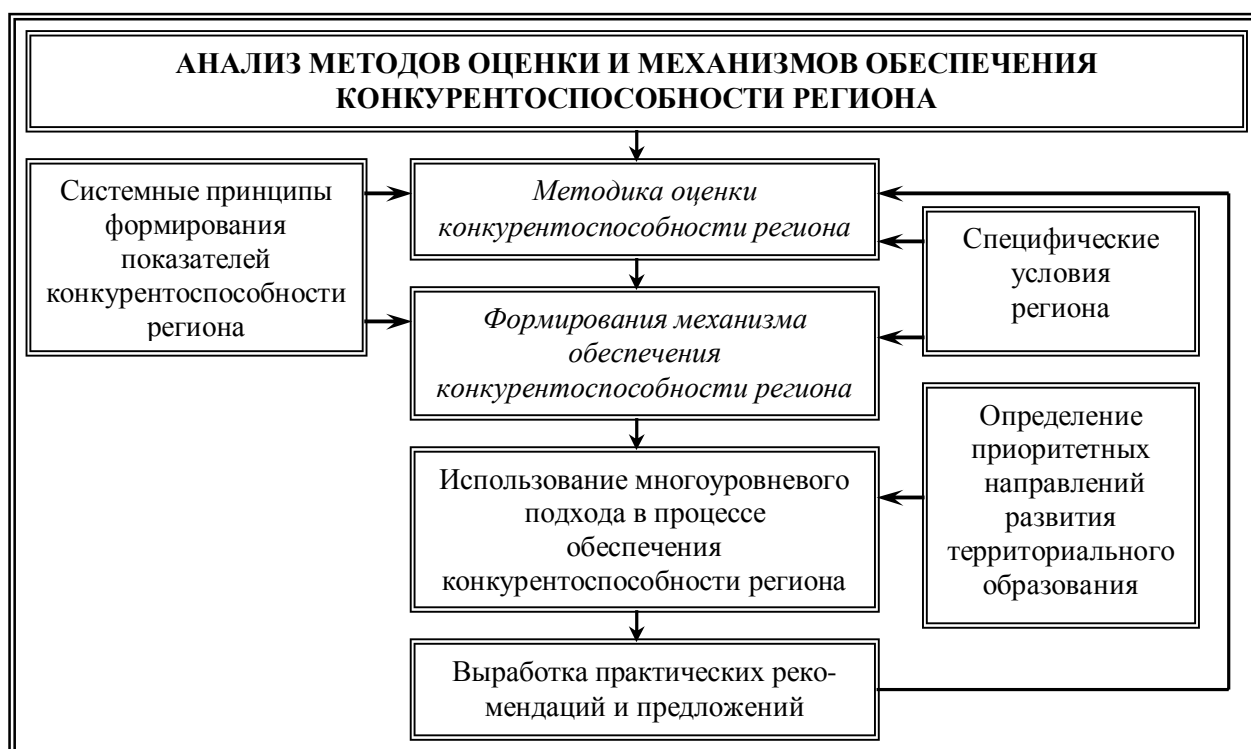 АНАЛИЗ МЕТОДОВ ОЦЕНКИ И МЕХАНИЗМОВ ОБЕСПЕЧЕНИЯ
КОНКУРЕНТОСПОСОБНОСТИ РЕГИОНА
Системные принципы
формирования
показателей
конкурентоспособности
региона
Методика оценки
конкурентоспособности региона
Специфические
условия
региона
Формирования механизма
обеспечения
конкурентоспособности региона
Использование многоуровневого
подхода в процессе
обеспечения
конкурентоспособности региона
Определение
приоритетных
направлений
развития
территориального
образования
Выработка практических реко-
мендаций и предложений